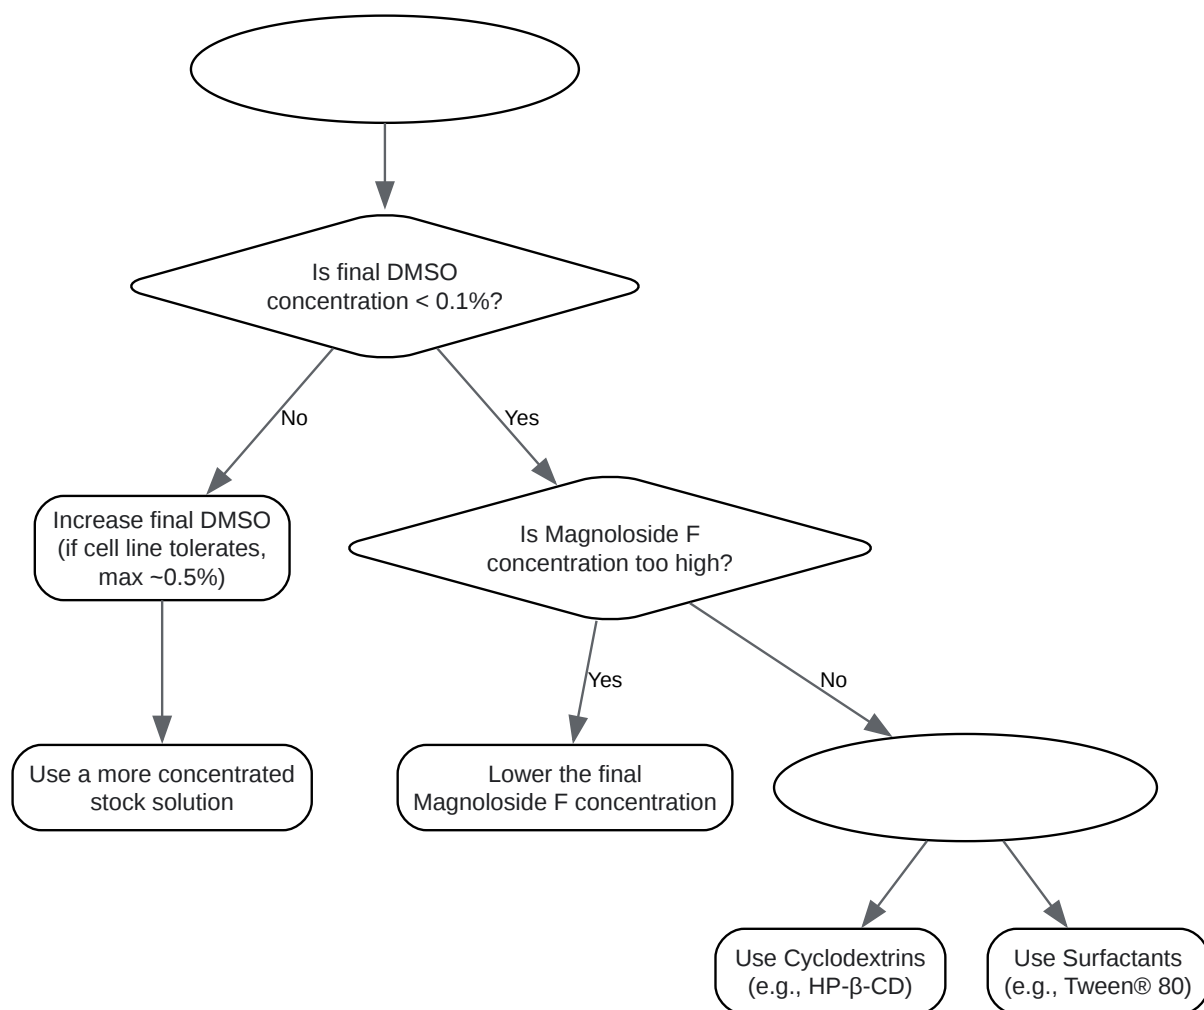 Is final DMSO
concentration < 0.1%?
No
Yes
Increase final DMSO
(if cell line tolerates,
max ~0.5%)
Is Magnoloside F
concentration too high?
Yes
No
Use a more concentrated
stock solution
Lower the final
Magnoloside F concentration
Use Cyclodextrins
(e.g., HP-β-CD)
Use Surfactants
(e.g., Tween® 80)